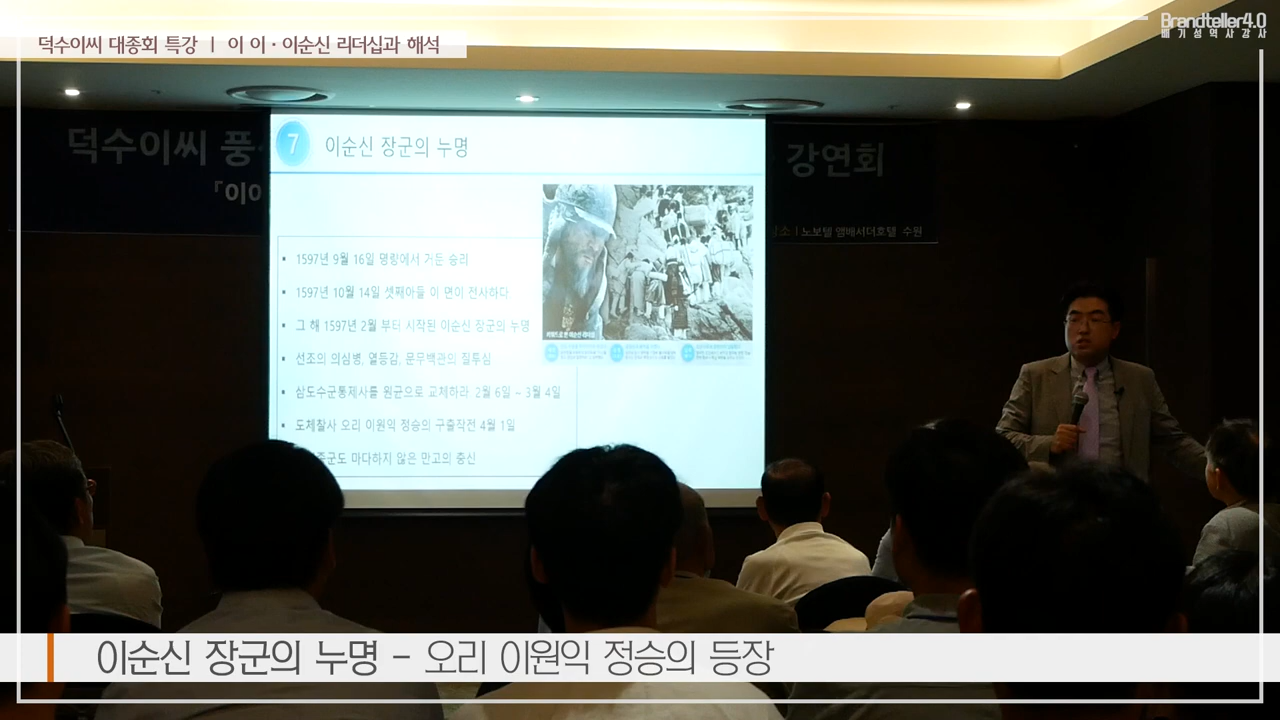 덕수이씨 대종회 특강 ㅣ 이 이 · 이순신 리더십과 해석
Brandteller4.0
배기성역사강사
덕수이씨 풍
강연회
「이이
노보텔 앰배서더호텔 수원
7
이순신 장군의 누명
▪ 1597년 9월 16일 명랑에서 거둔 승리
▪ 1597년 10월 14일 셋째아들 이 면이 전사하다
▪ 그 해 1597년 2월 부터 시작된 이순신 장군의 누명
▪ 선조의 의심병, 열등감, 문무백관의 질투심
▪ 삼도수군통제사를 원균으로 교체하라 2월 6일 ~ 3월 4일
▪ 도체찰사 오리 이원익 정승의 구출작전 4월 1일
마다하지 않은 만고의 충신
이순신 장군의 누명 – 오리 이원익 정승의 등장